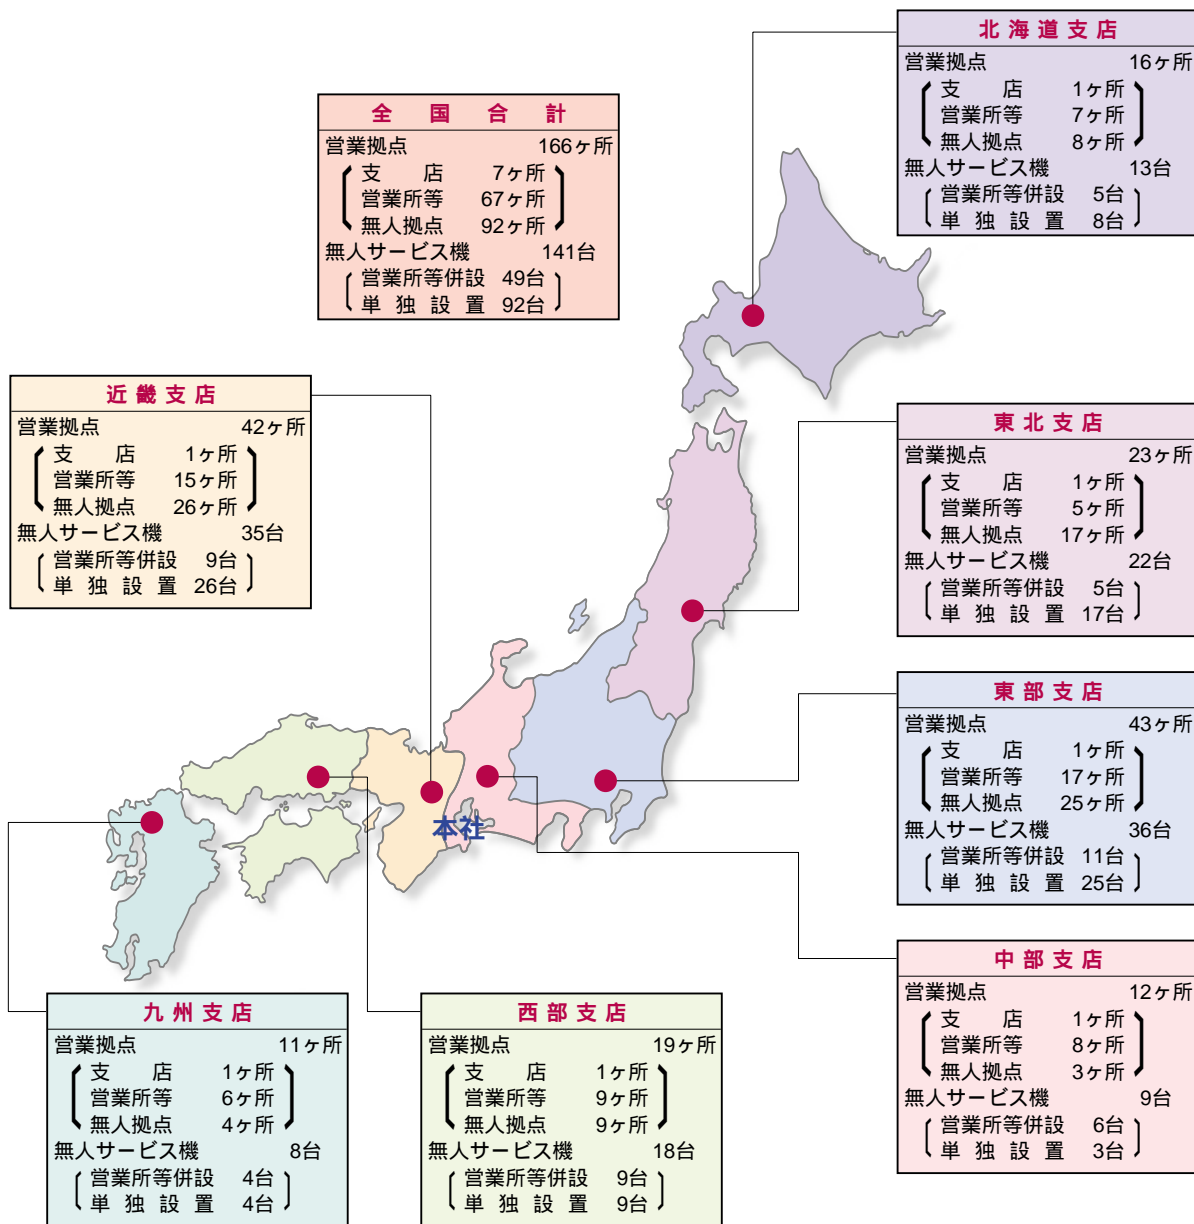 北海道支店
営業拠点 16ヶ所
支店 1ヶ所
営業所等 7ヶ所
無人拠点 8ヶ所
無人サービス機 13台
営業所等併設 5台
単独設置 8台
全国合計
営業拠点 166ヶ所
支店 7ヶ所
営業所等 67ヶ所
無人拠点 92ヶ所
無人サービス機 141台
営業所等併設 49台
単独設置 92台
近畿支店
営業拠点 42ヶ所
支店 1ヶ所
営業所等 15ヶ所
無人拠点 26ヶ所
無人サービス機 35台
営業所等併設 9台
単独設置 26台
東北支店
営業拠点 23ヶ所
支店 1ヶ所
営業所等 5ヶ所
無人拠点 17ヶ所
無人サービス機 22台
営業所等併設 5台
単独設置 17台
東部支店
営業拠点 43ヶ所
支店 1ヶ所
営業所等 17ヶ所
無人拠点 25ヶ所
無人サービス機 36台
営業所等併設 11台
単独設置 25台
本社
中部支店
営業拠点 12ヶ所
支店 1ヶ所
営業所等 8ヶ所
無人拠点 3ヶ所
無人サービス機 9台
営業所等併設 6台
単独設置 3台
九州支店
営業拠点 11ヶ所
支店 1ヶ所
営業所等 6ヶ所
無人拠点 4ヶ所
無人サービス機 8台
営業所等併設 4台
単独設置 4台
西部支店
営業拠点 19ヶ所
支店 1ヶ所
営業所等 9ヶ所
無人拠点 9ヶ所
無人サービス機 18台
営業所等併設 9台
単独設置 9台